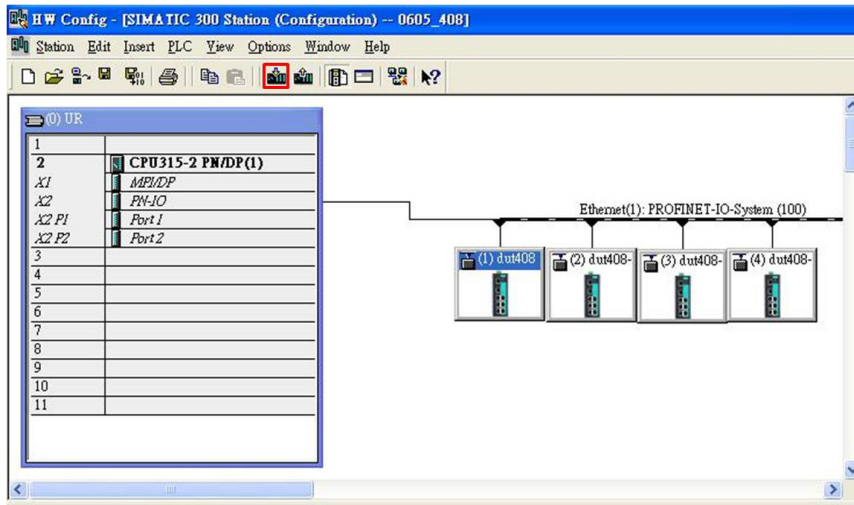 HW Config - [SIMATIC 300 Station (Configuration) -- 0605_408]
Station Edit Insert PLC View Options Window Help
(0) UR
1
2 CPU315-2 PN/DP(1)
X1 MPI/DP
X2 PN-IO
X2 P1 Port 1
X2 P2 Port 2
3
4
5
6
7
8
9
10
11
Ethernet(1): PROFINET-IO-System (100)
(1) dut408 (2) dut408- (3) dut408- (4) dut408-